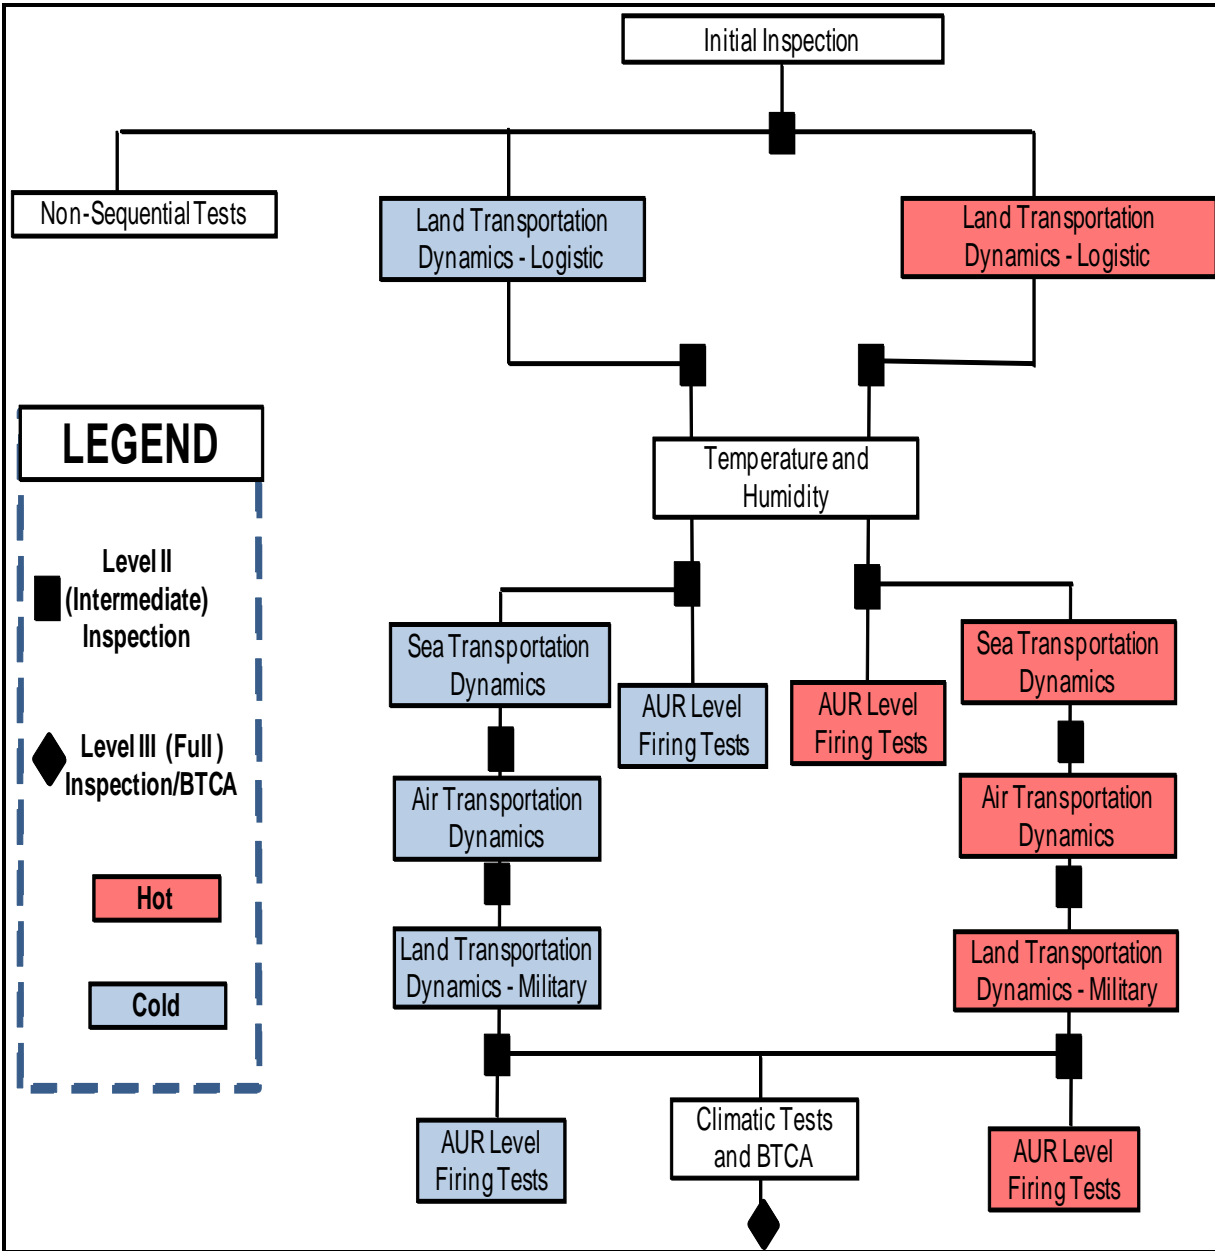 Initial Inspection
Non-Sequential Tests
Land Transportation
Dynamics - Logistic
Land Transportation
Dynamics - Logistic
Temperature and
Humidity
LEGEND
Level II
(Intermediate)
Inspection
Level III (Full)
Inspection/BTCA
Hot
Cold
Sea Transportation
Dynamics
AUR Level
Firing Tests
AUR Level
Firing Tests
Sea Transportation
Dynamics
Air Transportation
Dynamics
Air Transportation
Dynamics
Land Transportation
Dynamics - Military
Land Transportation
Dynamics - Military
AUR Level
Firing Tests
Climatic Tests
and BTCA
AUR Level
Firing Tests